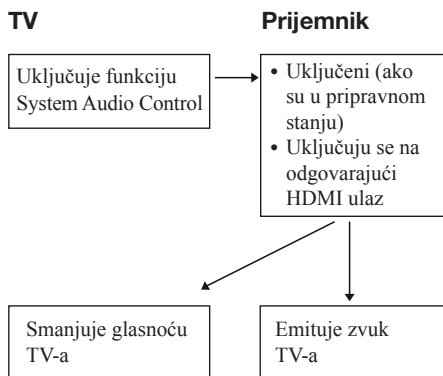 TV
Prijemnik
Uključuje funkciju
System Audio Control
• Uključeni (ako
su u pripravnom
stanju)
• Uključuju se na
odgovarajući
HDMI ulaz
Smanjuje glasnoću
TV-a
Emituje zvuk
TV-a